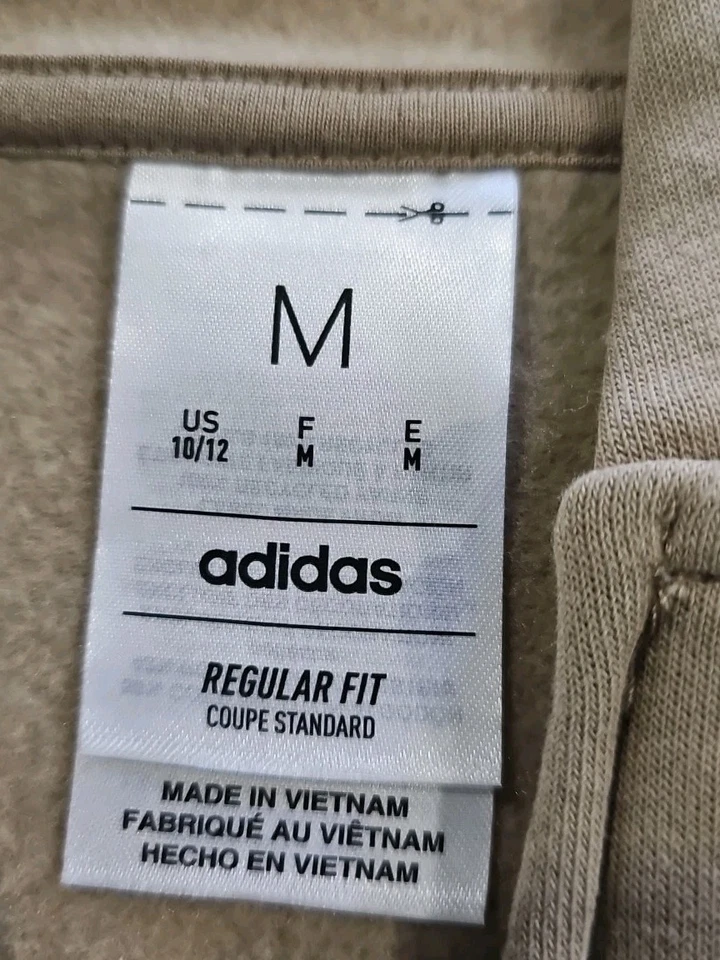 M
US F E
10/12 M M
adidas
REGULAR FIT
COUPE STANDARD
MADE IN VIETNAM
FABRIQUÉ AU VIÊTNAM
HECHO EN VIETNAM